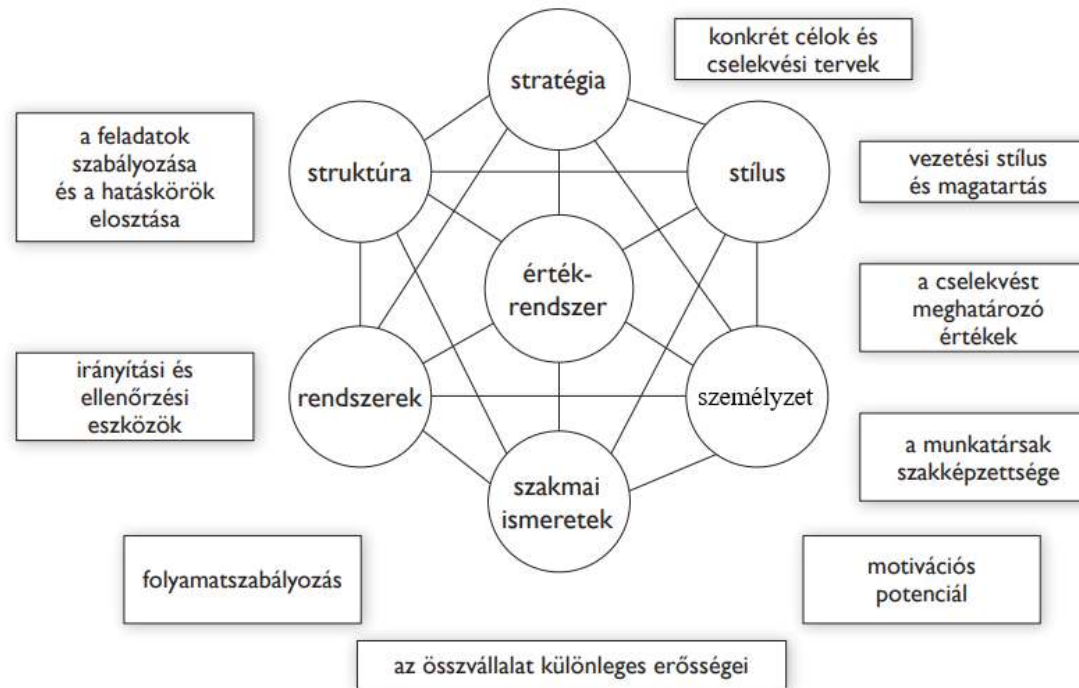 konkrét célok és
cselekvési tervek
stratégia
a feladatok
szabályozása
és a hatáskörök
elosztása
struktúra
stílus
vezetési stílus
és magatartás
érték-
rendszer
a cselekvést
meghatározó
értékek
irányítási és
ellenőrzési
eszközök
rendszerek
személyzet
a munkatársak
szakképzettsége
szakmai
ismeretek
folyamatszabályozás
motivációs
potenciál
az összvállalat különleges erősségei